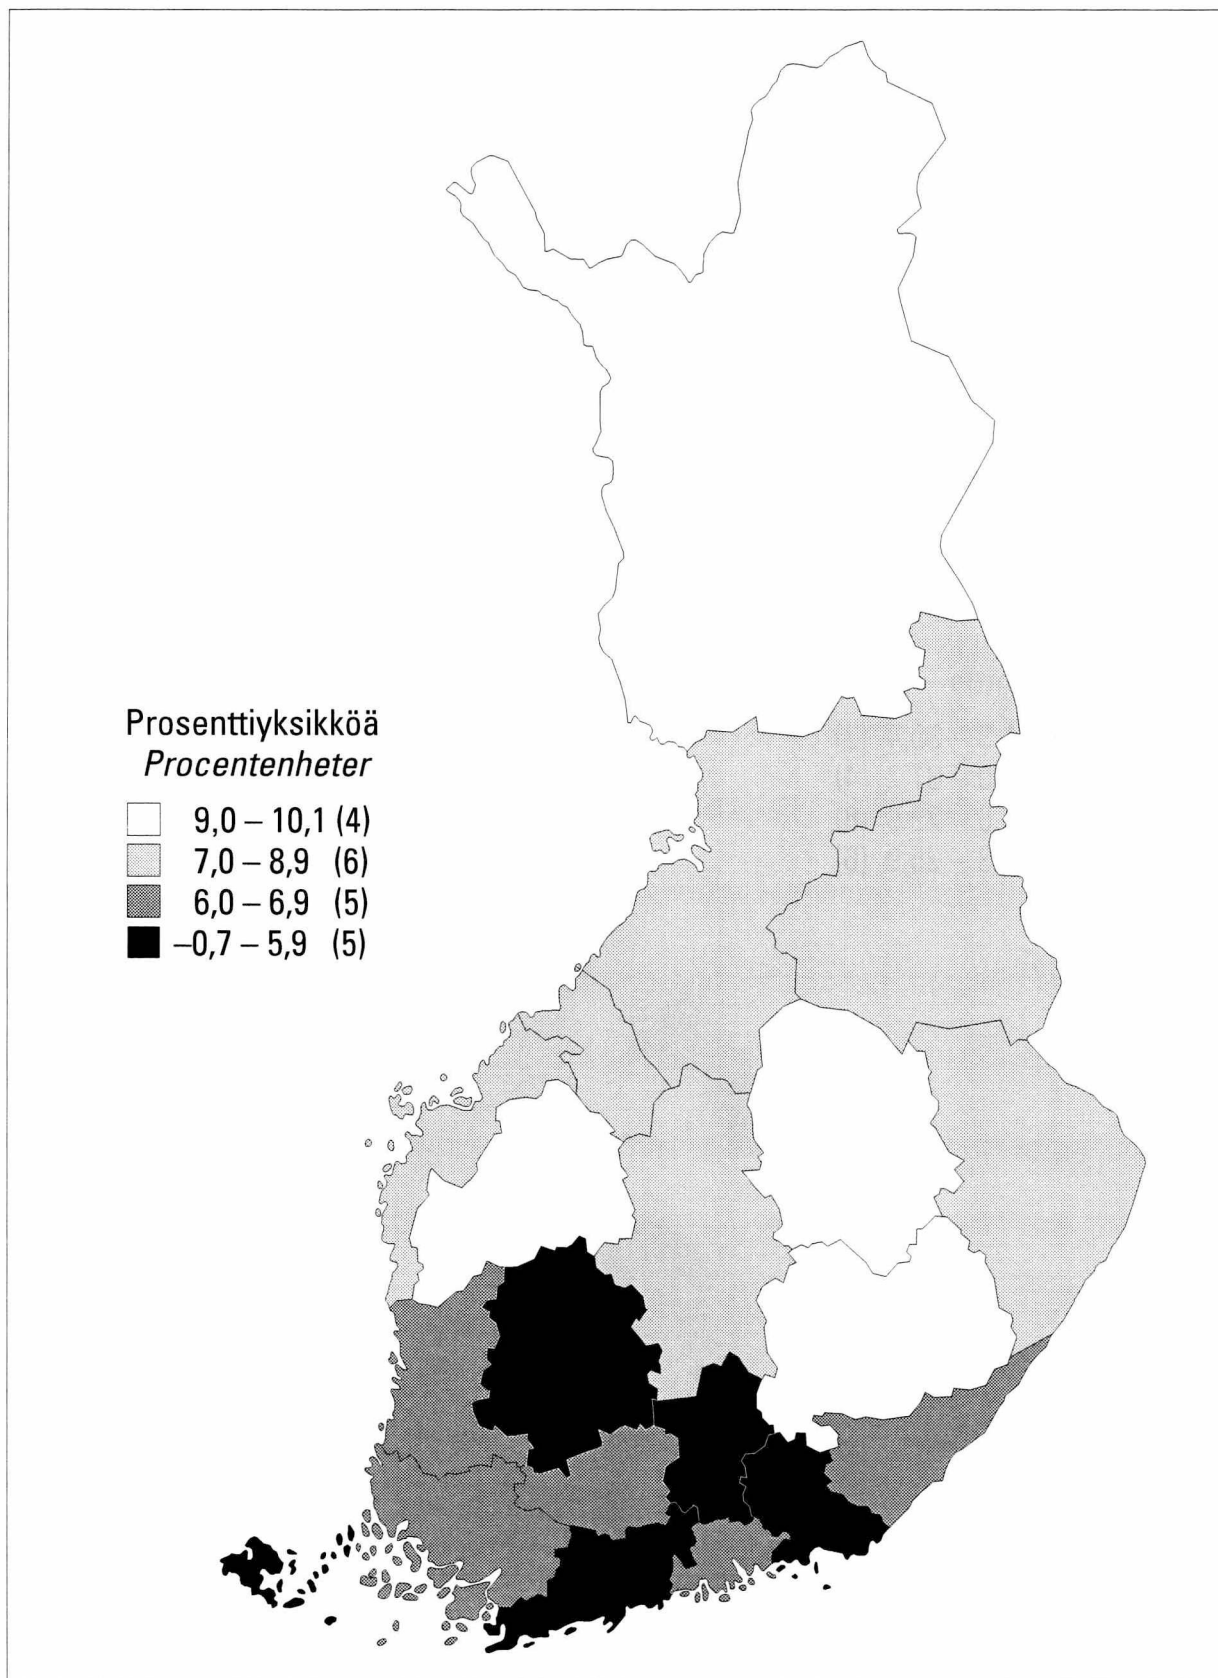 Prosenttiyksikköä
Procentenheter
9,0 – 10,1 (4)
7,0 – 8,9 (6)
6,0 – 6,9 (5)
–0,7 – 5,9 (5)